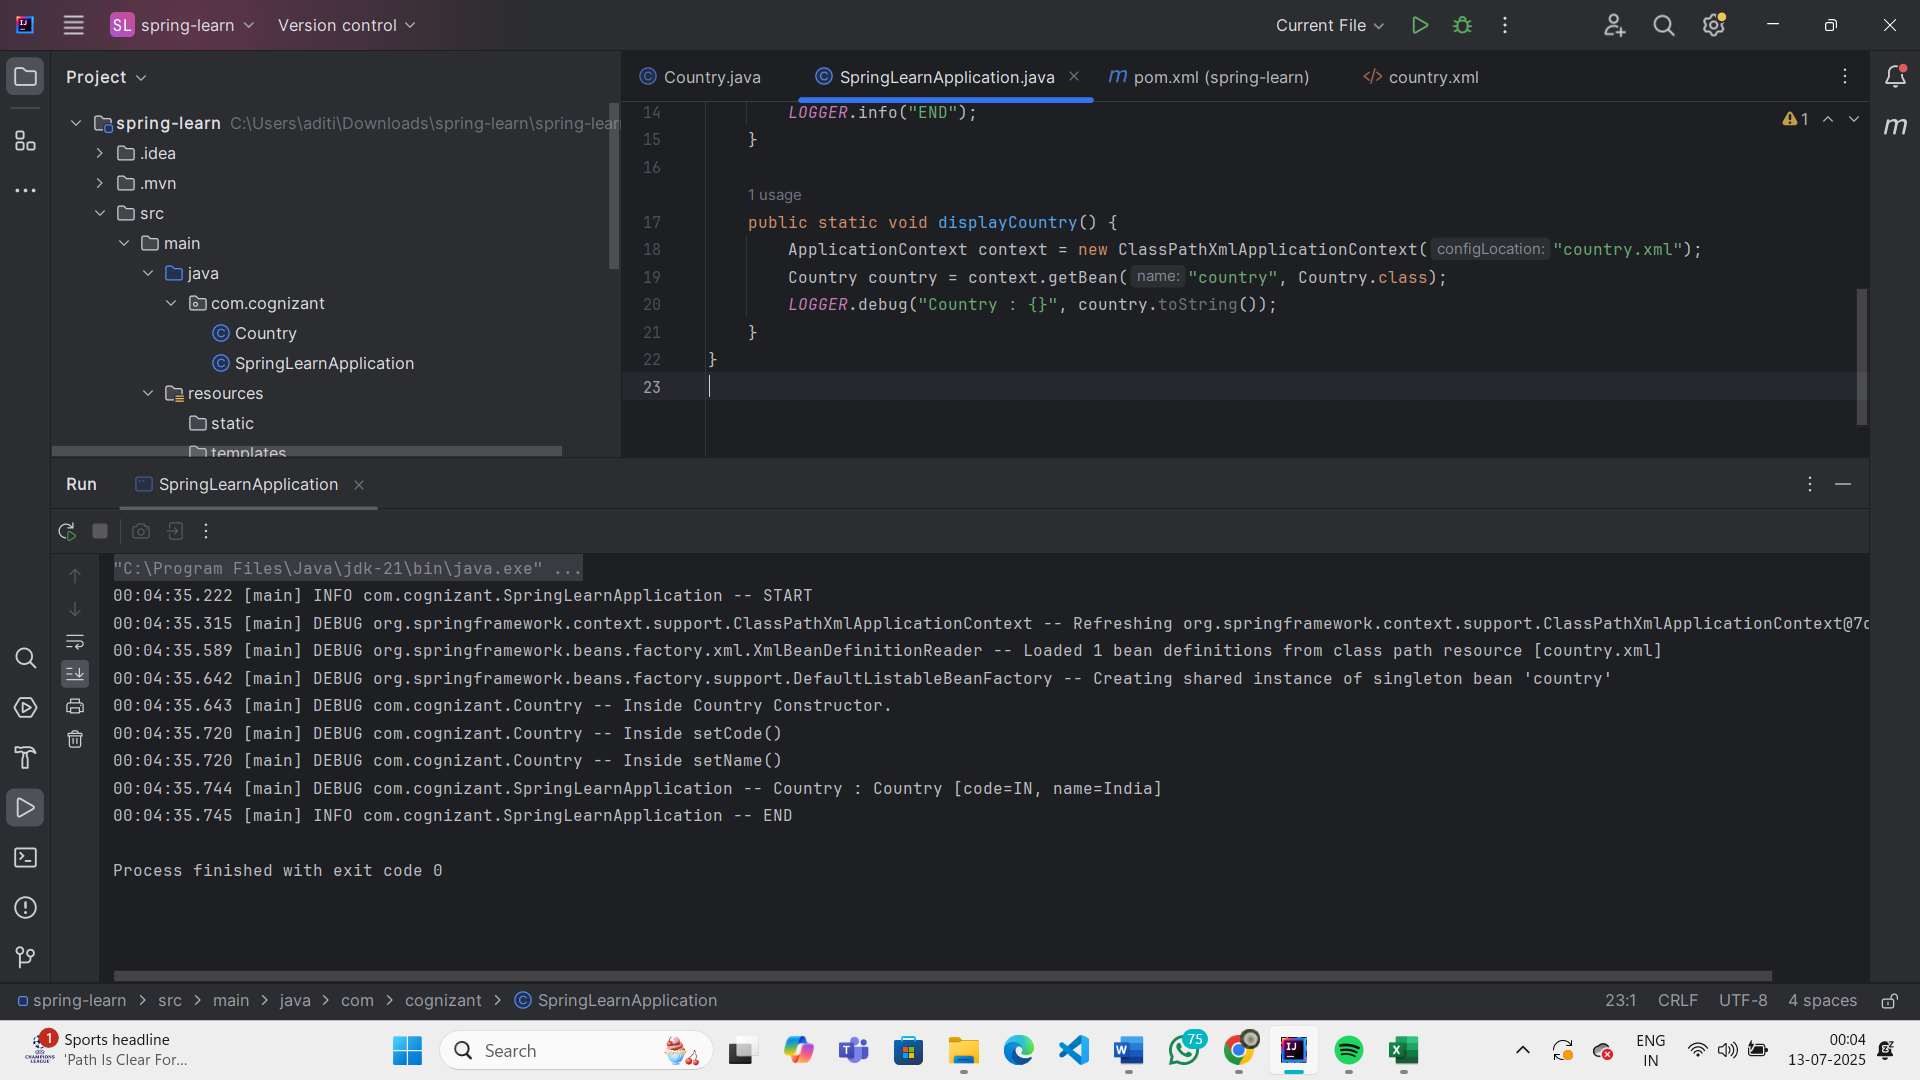 SL spring-learn Version control Current File
Project
Country.java SpringLearnApplication.java m pom.xml (spring-learn) </> country.xml
spring-learn C:\Users\aditi\Downloads\spring-learn\spring-lear
.idea
.mvn
src
main
java
com.cognizant
Country
SpringLearnApplication
resources
static
templates
14 LOGGER.info("END");
15 }
16
1 usage
17 public static void displayCountry() {
18 ApplicationContext context = new ClassPathXmlApplicationContext( configLocation: "country.xml");
19 Country country = context.getBean( name: "country", Country.class);
20 LOGGER.debug("Country : {}", country.toString());
21 }
22 }
23
1
m
Run SpringLearnApplication
"C:\Program Files\Java\jdk-21\bin\java.exe" ...
00:04:35.222 [main] INFO com.cognizant.SpringLearnApplication -- START
00:04:35.315 [main] DEBUG org.springframework.context.support.ClassPathXmlApplicationContext -- Refreshing org.springframework.context.support.ClassPathXmlApplicationContext@7
00:04:35.589 [main] DEBUG org.springframework.beans.factory.xml.XmlBeanDefinitionReader -- Loaded 1 bean definitions from class path resource [country.xml]
00:04:35.642 [main] DEBUG org.springframework.beans.factory.support.DefaultListableBeanFactory -- Creating shared instance of singleton bean 'country'
00:04:35.643 [main] DEBUG com.cognizant.Country -- Inside Country Constructor.
00:04:35.720 [main] DEBUG com.cognizant.Country -- Inside setCode()
00:04:35.720 [main] DEBUG com.cognizant.Country -- Inside setName()
00:04:35.744 [main] DEBUG com.cognizant.SpringLearnApplication -- Country : Country [code=IN, name=India]
00:04:35.745 [main] INFO com.cognizant.SpringLearnApplication -- END
Process finished with exit code 0
spring-learn > src > main > java > com > cognizant > SpringLearnApplication 23:1 CRLF UTF-8 4 spaces
1 Sports headline
'Path Is Clear For...
Search
75
ENG
IN
00:04
13-07-2025